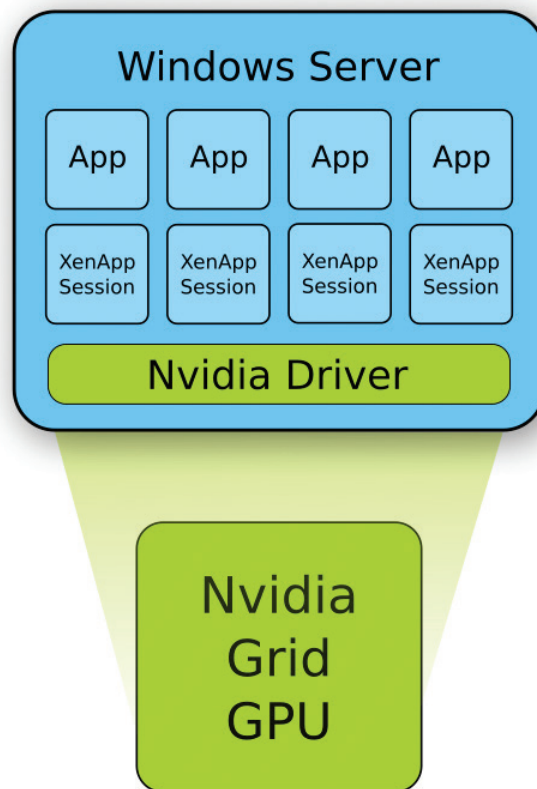 Windows Server
App App App App
XenApp XenApp XenApp XenApp
Session Session Session Session
Nvidia Driver
Nvidia
Grid
GPU